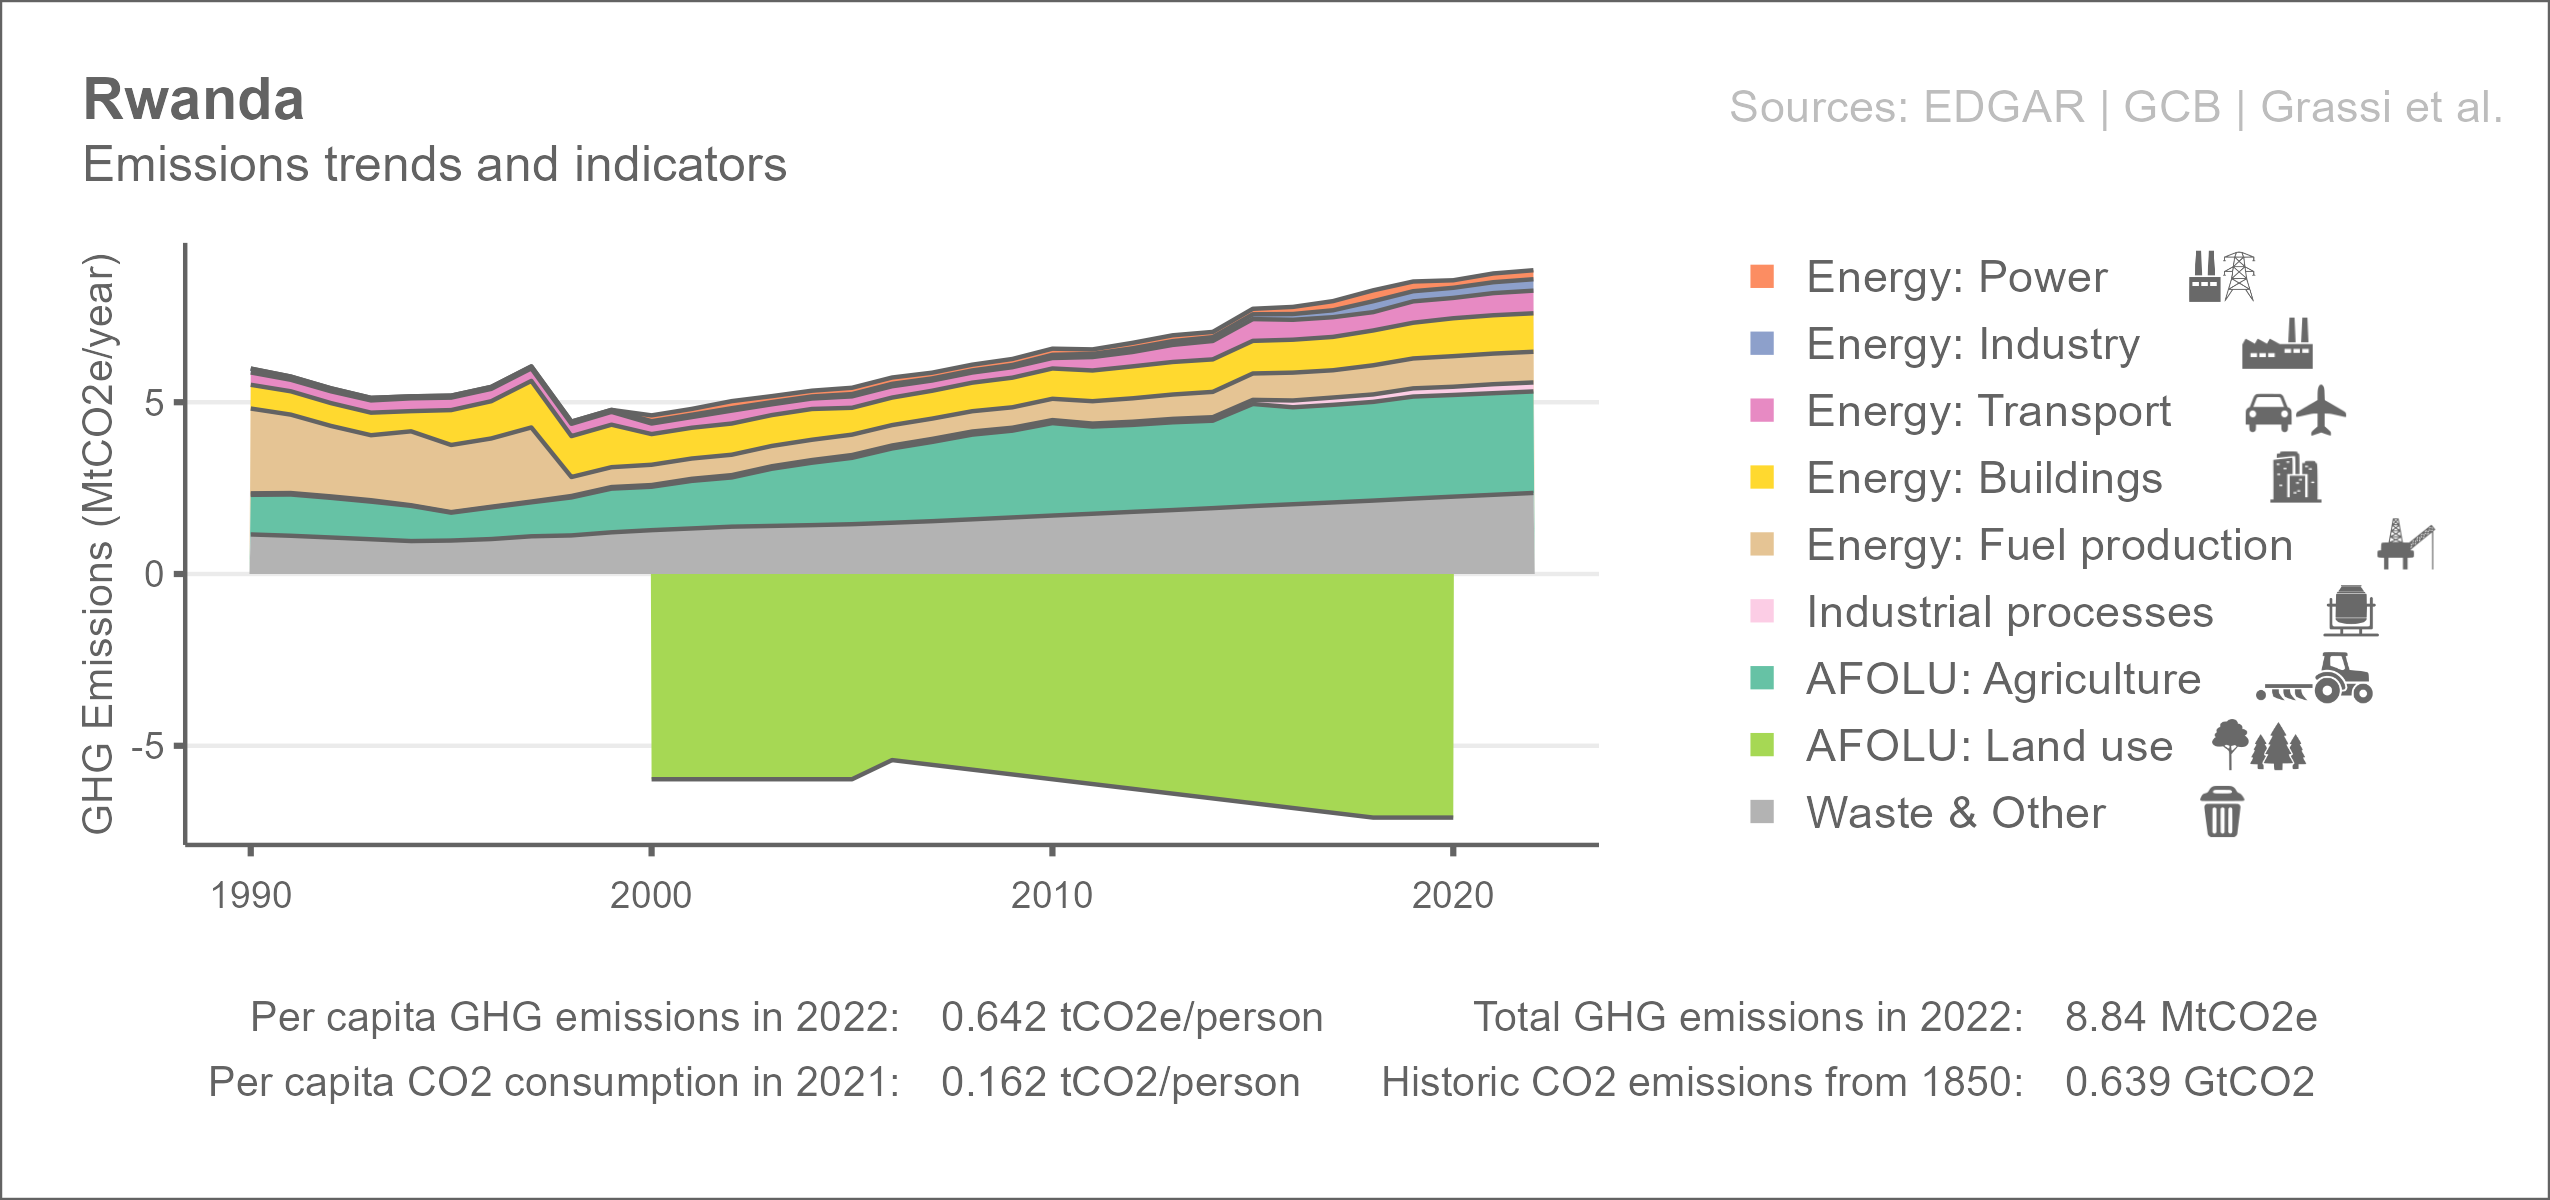 Rwanda
Emissions trends and indicators
Sources: EDGAR | GCB | Grassi et al.
GHG Emissions (MtCO2e/year)
5
0
-5
1990
2000
2010
2020
Energy: Power
Energy: Industry
Energy: Transport
Energy: Buildings
Energy: Fuel production
Industrial processes
AFOLU: Agriculture
AFOLU: Land use
Waste & Other
Per capita GHG emissions in 2022: 0.642 tCO2e/person
Total GHG emissions in 2022: 8.84 MtCO2e
Per capita CO2 consumption in 2021: 0.162 tCO2/person
Historic CO2 emissions from 1850: 0.639 GtCO2